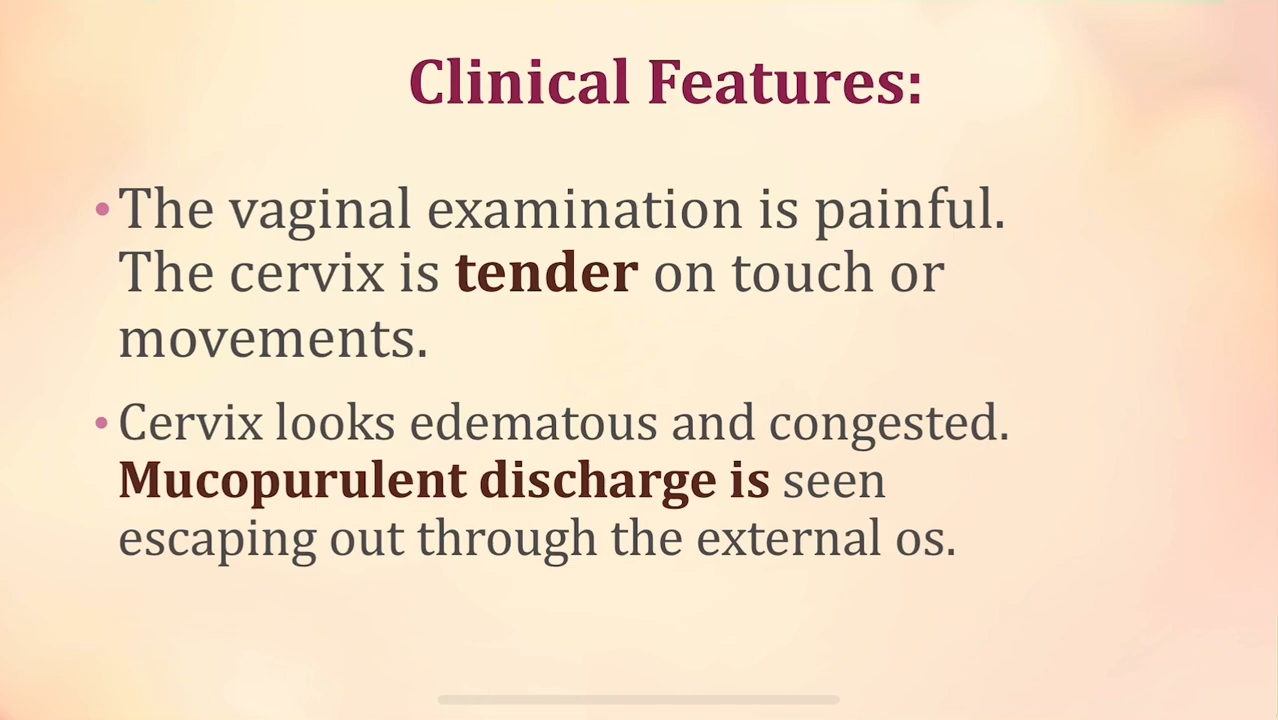 Clinical Features:
• The vaginal examination is painful.
The cervix is tender on touch or
movements.
• Cervix looks edematous and congested.
Mucopurulent discharge is seen
escaping out through the external os.